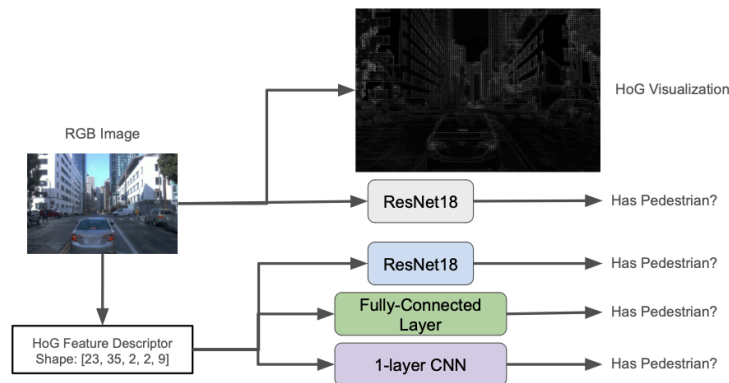 HoG Visualization
RGB Image
ResNet18
Has Pedestrian?
ResNet18
Has Pedestrian?
Fully-Connected
Layer
Has Pedestrian?
HoG Feature Descriptor
Shape: [23, 35, 2, 2, 9]
1-layer CNN
Has Pedestrian?